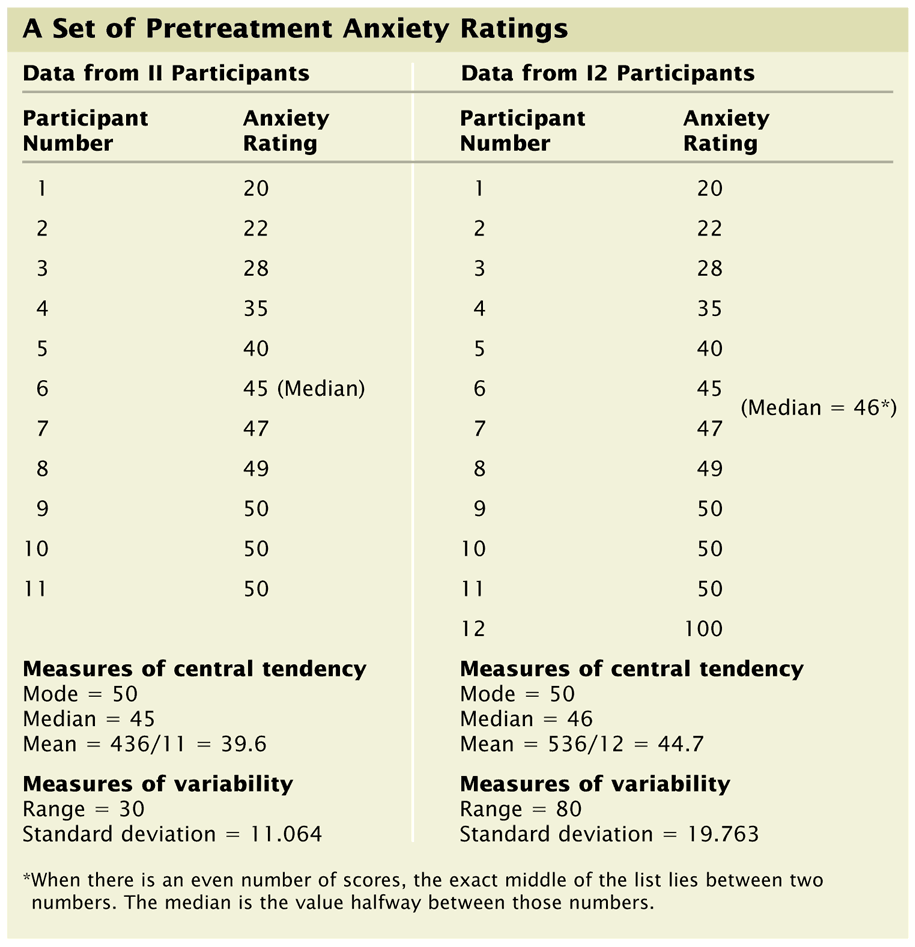 A Set of Pretreatment Anxiety Ratings
Data from II Participants
Participant Number Anxiety Rating
1 20
2 22
3 28
4 35
5 40
6 45 (Median)
7 47
8 49
9 50
10 50
11 50
Measures of central tendency
Mode = 50
Median = 45
Mean = 436/11 = 39.6
Measures of variability
Range = 30
Standard deviation = 11.064
Data from I2 Participants
Participant Number Anxiety Rating
1 20
2 22
3 28
4 35
5 40
6 45
(Median = 46*)
7 47
8 49
9 50
10 50
11 50
12 100
Measures of central tendency
Mode = 50
Median = 46
Mean = 536/12 = 44.7
Measures of variability
Range = 80
Standard deviation = 19.763
*When there is an even number of scores, the exact middle of the list lies between two
numbers. The median is the value halfway between those numbers.